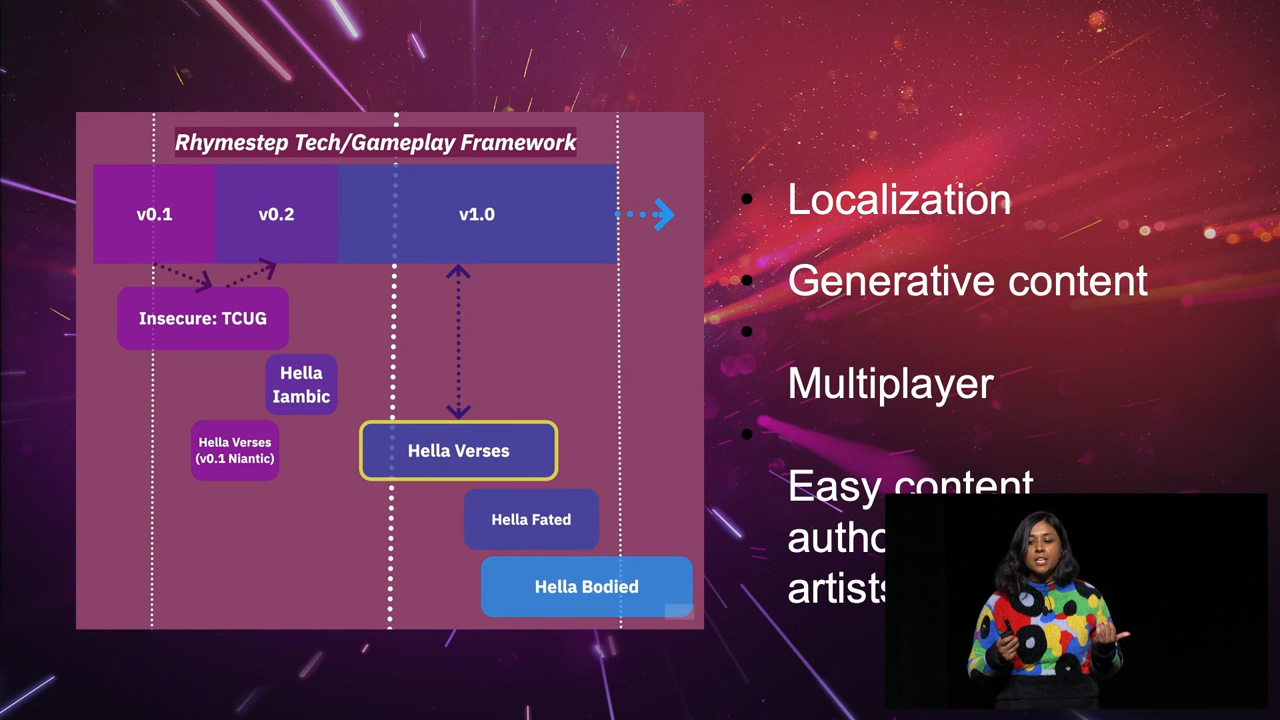 Rhymestep Tech/Gameplay Framework
v0.1
v0.2
v1.0
Insecure: TCUG
Hella
Iambic
Hella Verses
(v0.1 Niantic)
Hella Verses
Hella Fated
Hella Bodied
Localization
Generative content
Multiplayer
Easy content